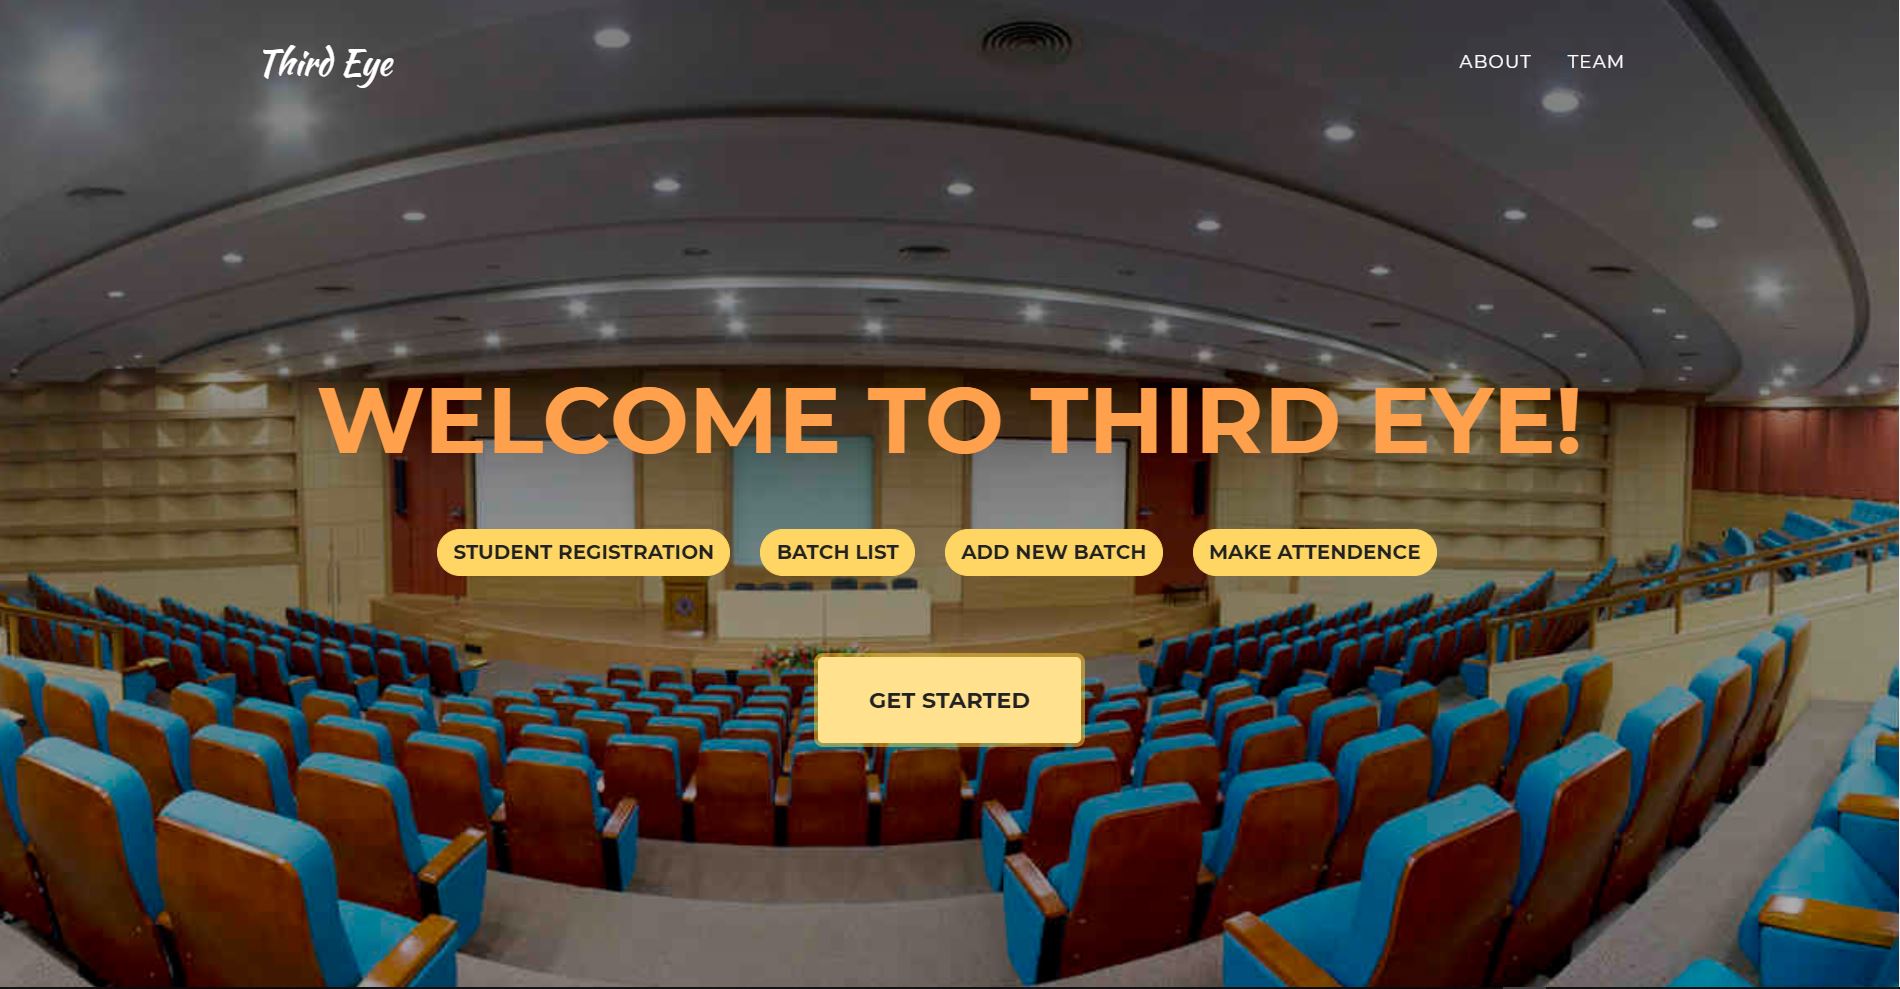 Third Eye
ABOUT TEAM
WELCOME TO THIRD EYE!
STUDENT REGISTRATION BATCH LIST ADD NEW BATCH MAKE ATTENDENCE
GET STARTED